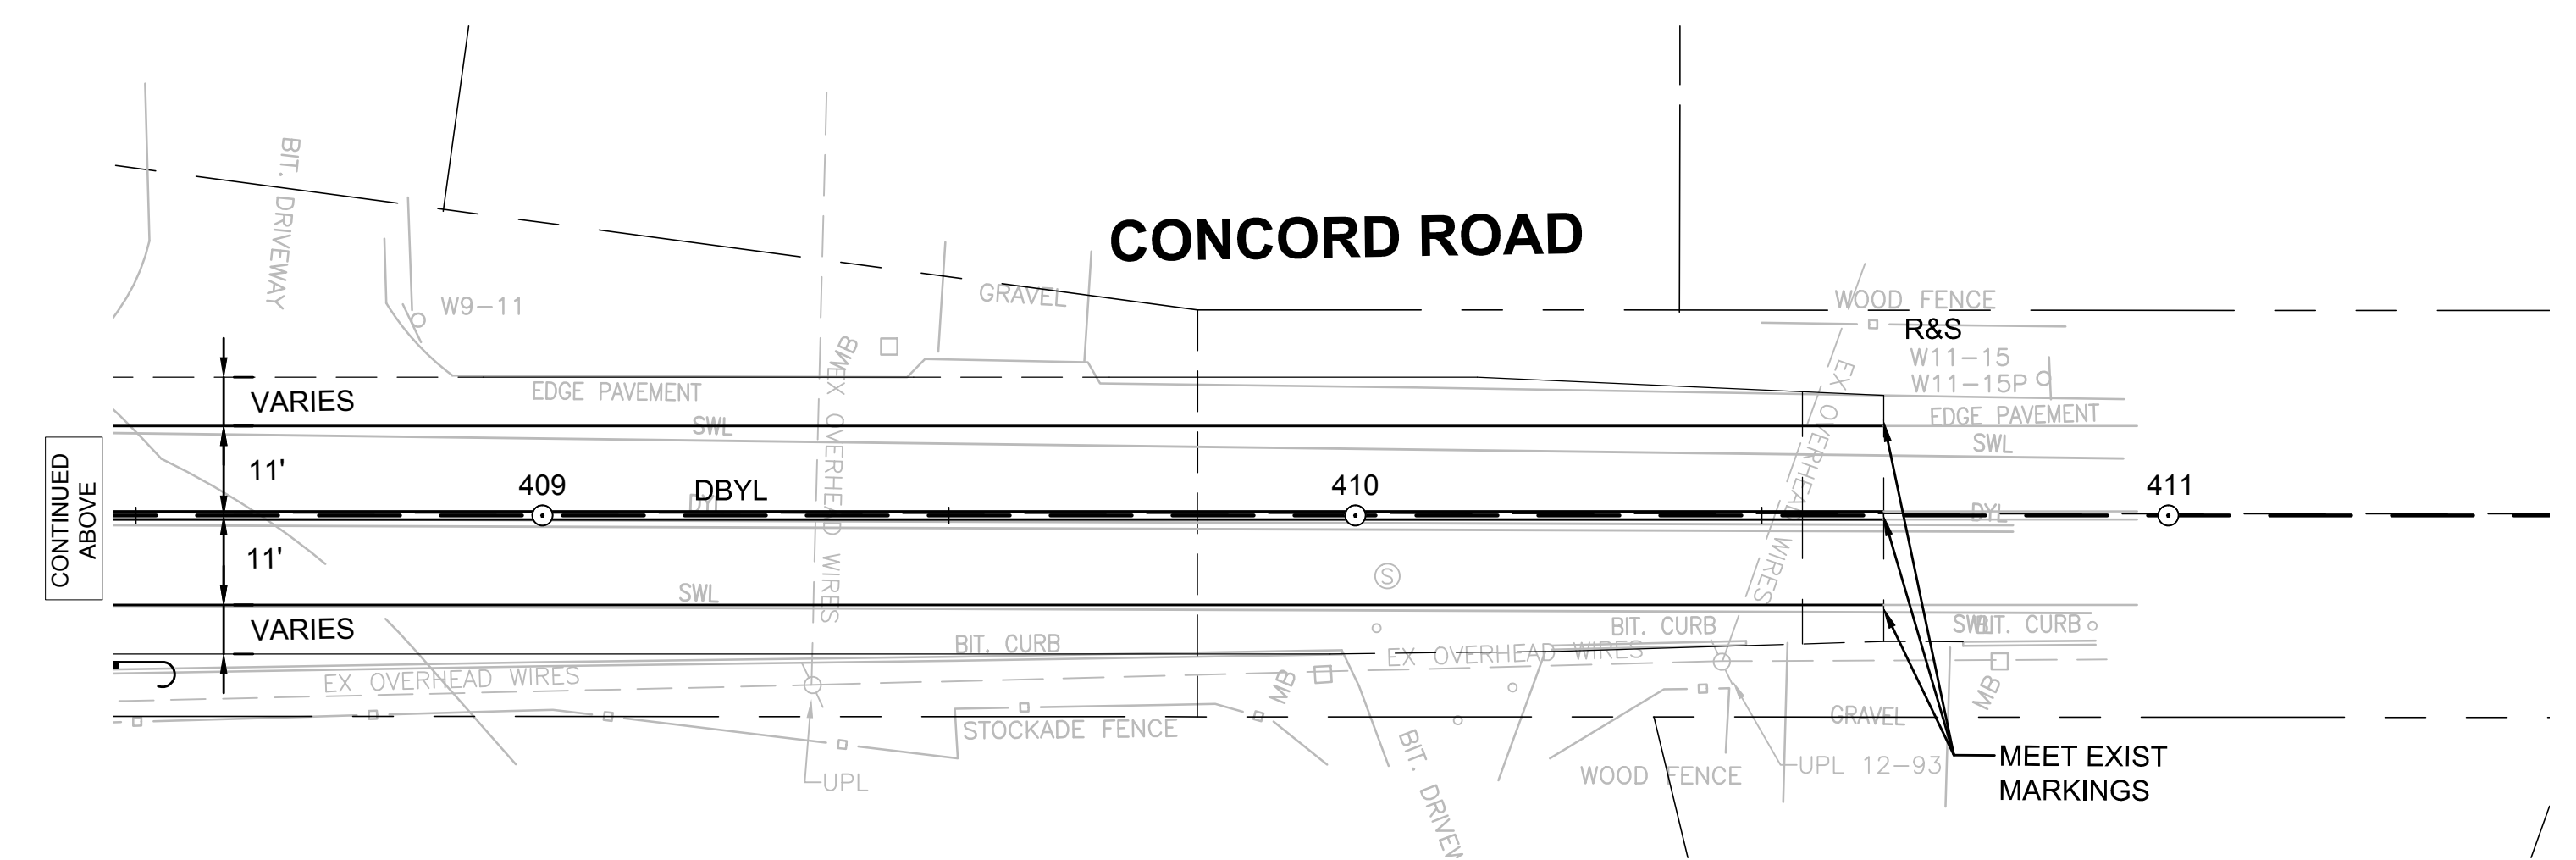 CONCORD ROAD
BIT. DRIVEWAY
W9-11
MB
GRAVEL
WOOD FENCE
R&S
W11-15
W11-15P
EX OVERHEAD WIRES
EX OVERHEAD WIRES
VARIES
EDGE PAVEMENT
EDGE PAVEMENT
SWL
SWL
11'
CONTINUED
ABOVE
409
DBYL
DYL
410
411
DYL
11'
SWL
VARIES
BIT. CURB
BIT. CURB
SWL
BIT. CURB
S
EX OVERHEAD WIRES
EX OVERHEAD WIRES
MB
MB
STOCKADE FENCE
GRAVEL
BIT. DRIVEW
UPL
WOOD FENCE
UPL 12-93
MEET EXIST
MARKINGS